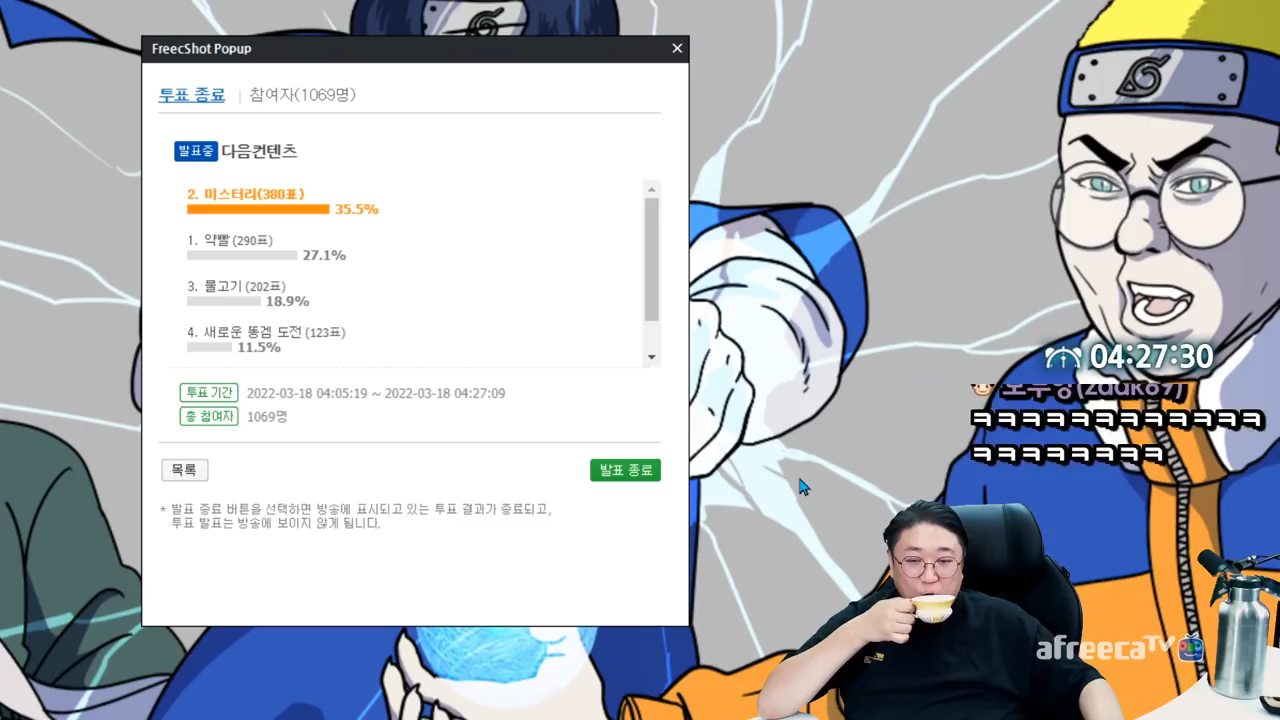 FreecShot Popup
투표 종료 | 참여자(1069명)
발표중 다음컨텐츠
2. 미스터리(380표)
35.5%
1. 약빨(290표)
27.1%
3. 물고기(202표)
18.9%
4. 새로운 똥겜 도전(123표)
11.5%
투표 기간 2022-03-18 04:05:19 ~ 2022-03-18 04:27:09
총 참여자 1069명
목록 발표 종료
* 발표 종료 버튼을 선택하면 방송에 표시되고 있는 투표 결과가 종료되고,
투표 발표는 방송에 보이지 않게 됩니다.
04:27:30
ㅋㅋㅋㅋㅋㅋㅋㅋㅋㅋㅋㅋ
ㅋㅋㅋㅋㅋㅋㅋㅋ
afreecaTV